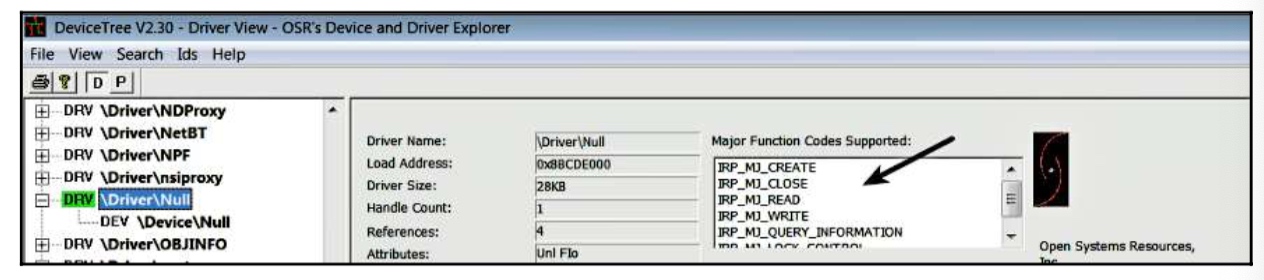 DeviceTree V2.30 - Driver View - OSR's Device and Driver Explorer
File View Search Ids Help
D P
DRV \Driver\NDProxy
DRV \Driver\NetBT
DRV \Driver\NPF
DRV \Driver\nsiproxy
DRV \Driver\Null
DEV \Device\Null
DRV \Driver\OBJINFO
Driver Name: \Driver\Null
Load Address: 0x8BCDE000
Driver Size: 28KB
Handle Count: 1
References: 4
Attributes: Unl FIo
Major Function Codes Supported:
IRP_MJ_CREATE
IRP_MJ_CLOSE
IRP_MJ_READ
IRP_MJ_WRITE
IRP_MJ_QUERY_INFORMATION
IRP_MJ_LOCK_CONTROL
Open Systems Resources,
Inc